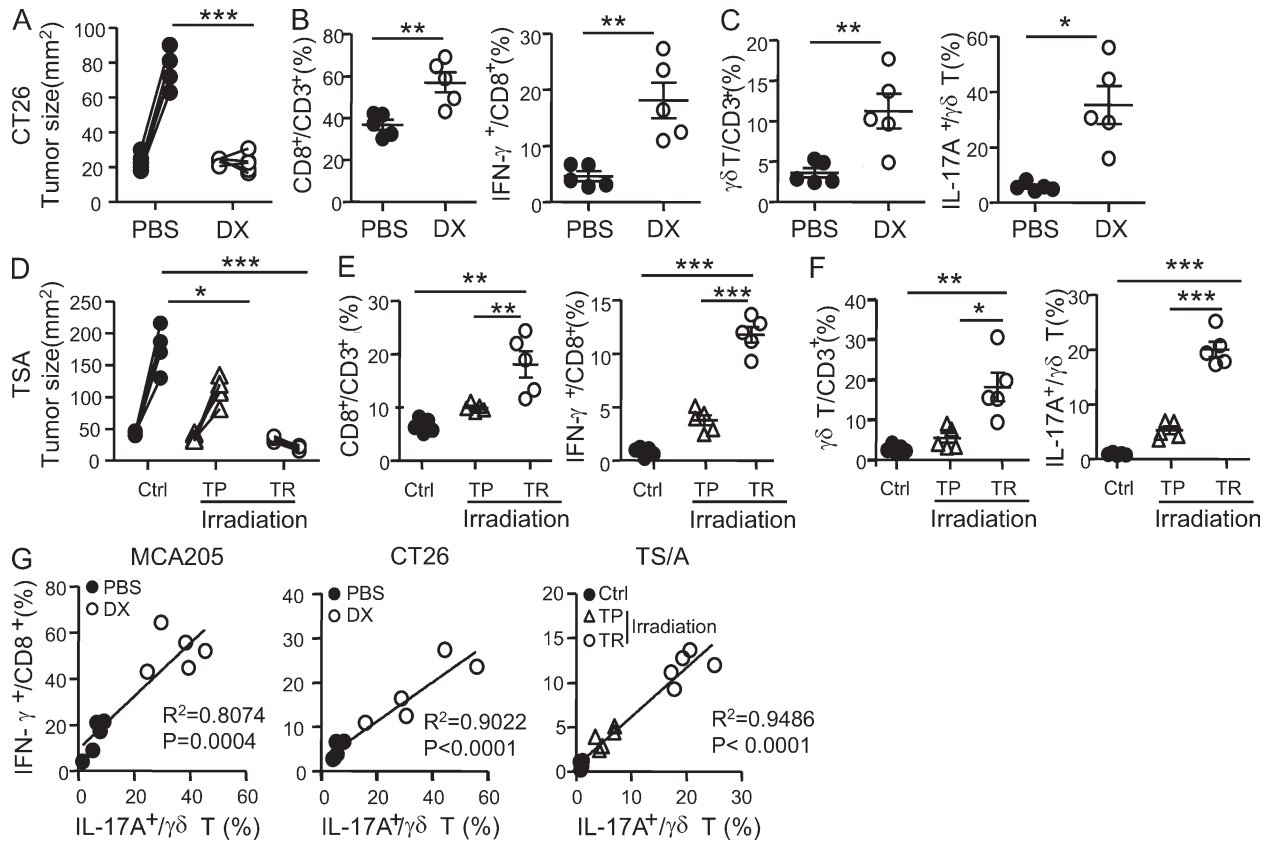 A
CT26
Tumor size(mm²)
100
80
60
40
20
0
***
PBS DX
B
CD8⁺/CD3⁺(%)
80
60
40
20
0
**
PBS DX
IFN-γ ⁺/CD8⁺(%)
30
20
10
0
**
PBS DX
C
γδ T/CD3⁺(%)
20
15
10
5
0
**
PBS DX
IL-17A ⁺/γδ T(%)
60
40
20
0
*
PBS DX
D
TSA
Tumor size(mm²)
250
200
150
100
50
0
***
*
Ctrl TP TR
Irradiation
E
CD8⁺/CD3⁺ (%)
30
20
10
0
**
**
Ctrl TP TR
Irradiation
IFN-γ ⁺/CD8⁺(%)
15
10
5
0
***
***
Ctrl TP TR
Irradiation
F
γδ T/CD3⁺(%)
40
30
20
10
0
**
*
Ctrl TP TR
Irradiation
IL-17A⁺/γδ T(%)
30
20
10
0
***
***
Ctrl TP TR
Irradiation
G
MCA205
IFN- γ ⁺/CD8 ⁺(%)
80
60
40
20
0
PBS
DX
R²=0.8074
P=0.0004
0 20 40 60
IL-17A⁺/γδ T (%)
CT26
40
30
20
10
0
PBS
DX
R²=0.9022
P<0.0001
0 20 40 60
IL-17A⁺/γδ T (%)
TS/A
20
15
10
5
0
Ctrl
TP
TR
Irradiation
R²=0.9486
P< 0.0001
0 10 20 30
IL-17A⁺/γδ T (%)